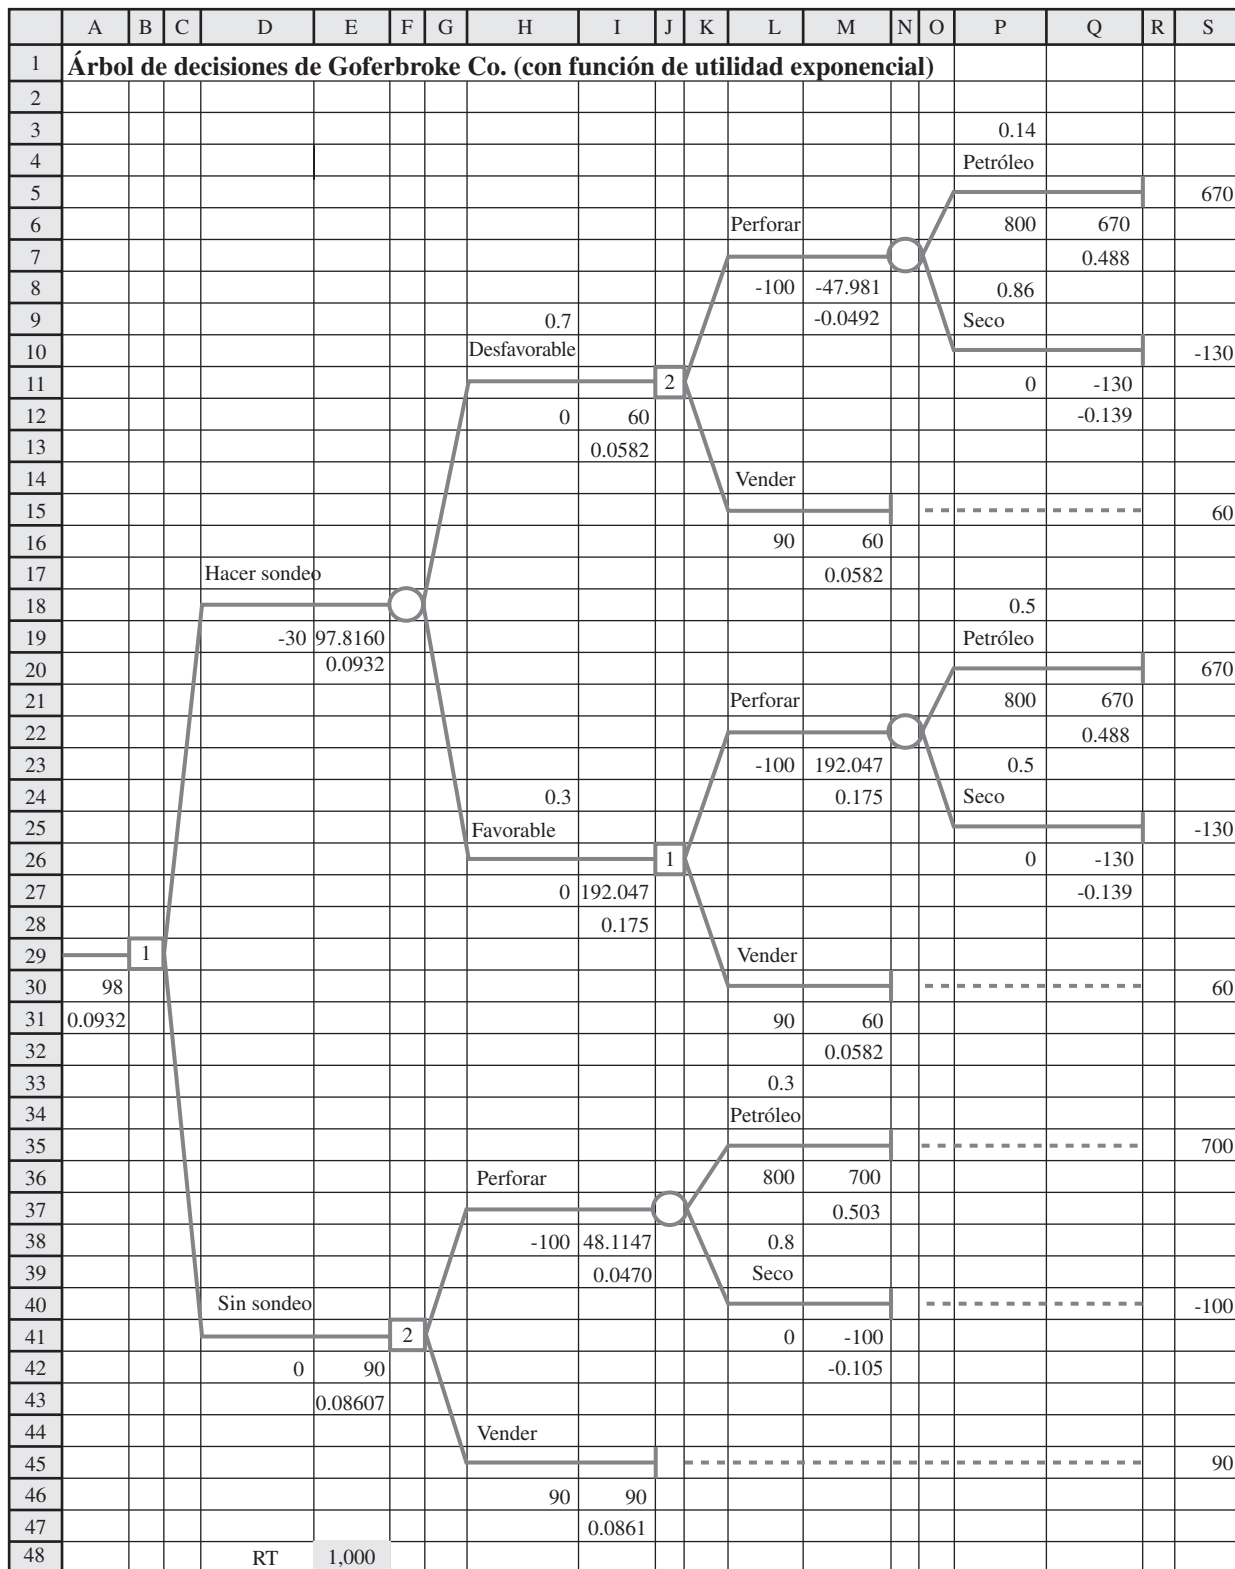 A B C D E F G H I J K L M N O P Q R S
1 Árbol de decisiones de Goferbroke Co. (con función de utilidad exponencial)
2
3 0.14
4 Petróleo
5 670
6 Perforar 800 670
7 0.488
8 -100 -47.981 0.86
9 0.7 -0.0492 Seco
10 Desfavorable -130
11 2 0 -130
12 0 60 -0.139
13 0.0582
14 Vender
15 60
16 90 60
17 Hacer sondeo 0.0582
18 0.5
19 -30 97.8160 Petróleo
20 0.0932 670
21 Perforar 800 670
22 0.488
23 -100 192.047 0.5
24 0.3 0.175 Seco
25 Favorable -130
26 1 0 -130
27 0 192.047 -0.139
28 0.175
29 1 Vender
30 98 60
31 0.0932 90 60
32 0.0582
33 0.3
34 Petróleo
35 700
36 Perforar 800 700
37 0.503
38 -100 48.1147 0.8
39 0.0470 Seco
40 Sin sondeo -100
41 2 0 -100
42 0 90 -0.105
43 0.08607
44 Vender
45 90
46 90 90
47 0.0861
48 RT 1,000